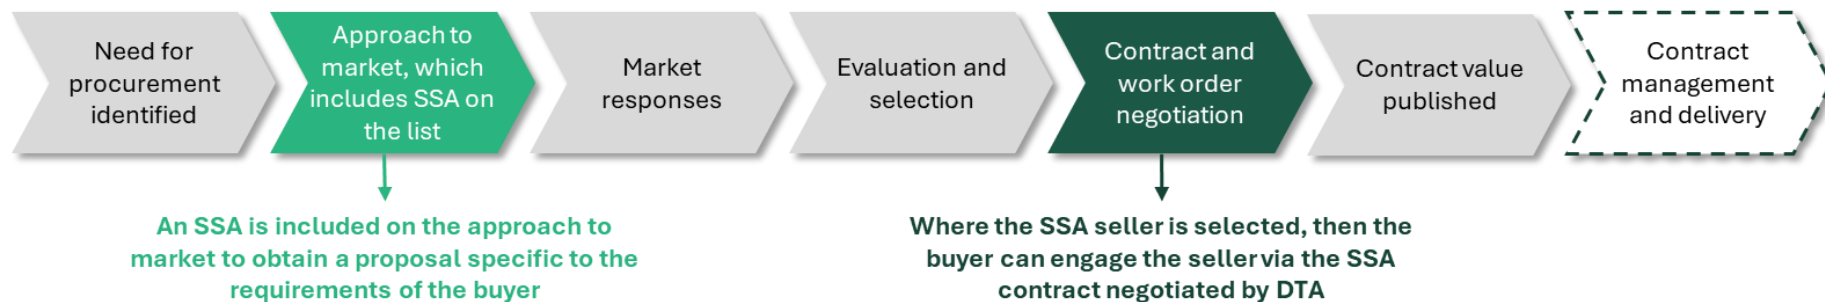 Need for
procurement
identified
Approach to
market, which
includes SSA on
the list
Market
responses
Evaluation and
selection
Contract and
work order
negotiation
Contract value
published
Contract
management
and delivery
An SSA is included on the approach to
market to obtain a proposal specific to the
requirements of the buyer
Where the SSA seller is selected, then the
buyer can engage the seller via the SSA
contract negotiated by DTA